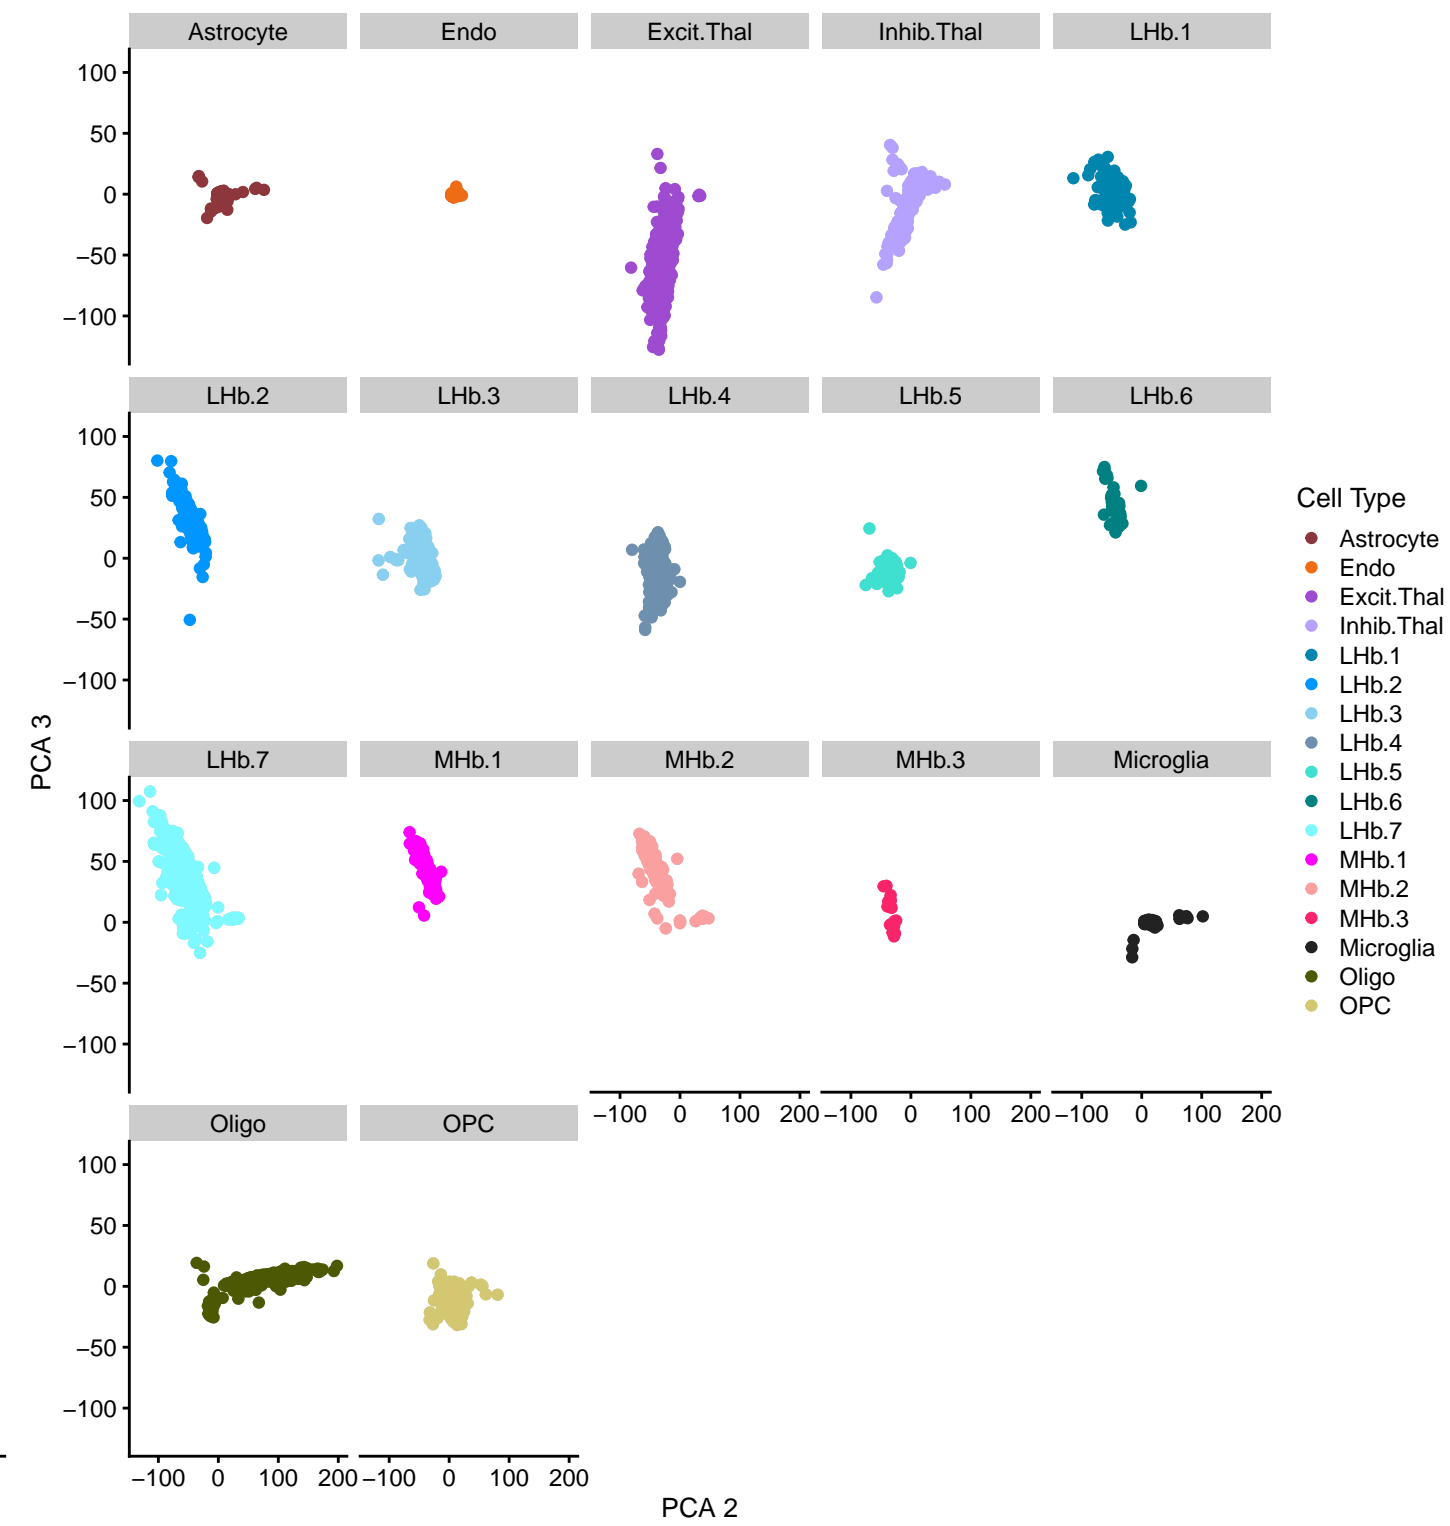 Astrocyte Endo Excit.Thal Inhib.Thal LHb.1
100
50
0
−50
−100
LHb.2 LHb.3 LHb.4 LHb.5 LHb.6
100
50
0
−50
−100
LHb.7 MHb.1 MHb.2 MHb.3 Microglia
100
50
0
−50
−100
−100 0 100 200 −100 0 100 200 −100 0 100 200
Oligo OPC
100
50
0
−50
−100
−100 0 100 200 −100 0 100 200
PCA 2
PCA 3
Cell Type
Astrocyte
Endo
Excit.Thal
Inhib.Thal
LHb.1
LHb.2
LHb.3
LHb.4
LHb.5
LHb.6
LHb.7
MHb.1
MHb.2
MHb.3
Microglia
Oligo
OPC